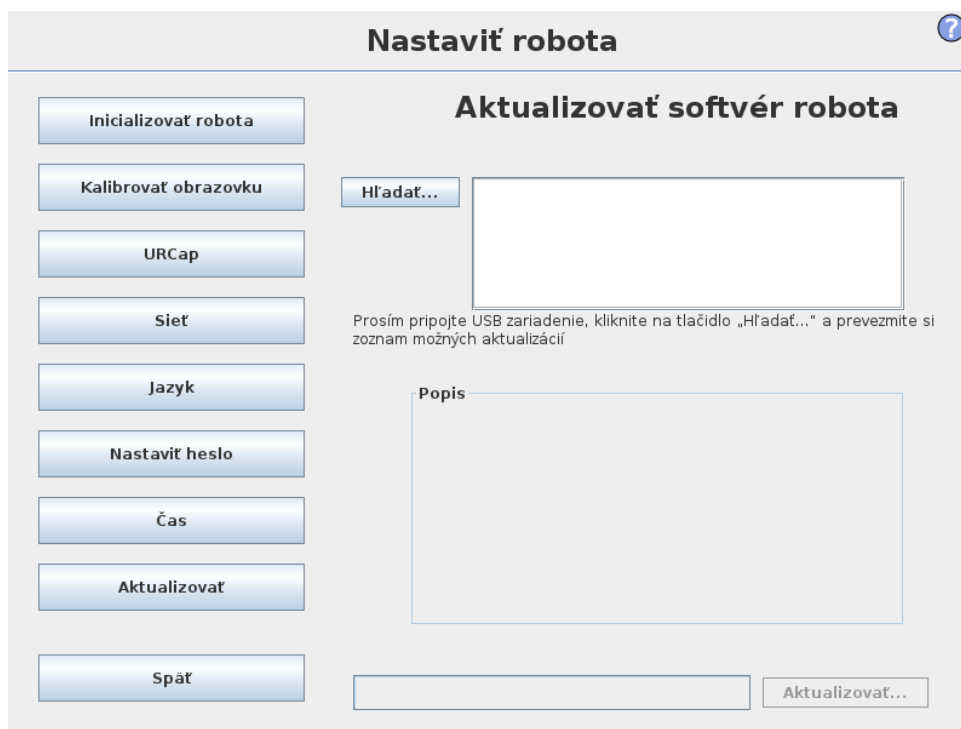 Nastaviť robota
?
Inicializovať robota
Kalibrovať obrazovku
URCap
Sieť
Jazyk
Nastaviť heslo
Čas
Aktualizovať
Späť
Aktualizovať softvér robota
Hľadať...
Prosím pripojte USB zariadenie, kliknite na tlačidlo „Hľadať..." a prevezmite si
zoznam možných aktualizácií
Popis
Aktualizovať...